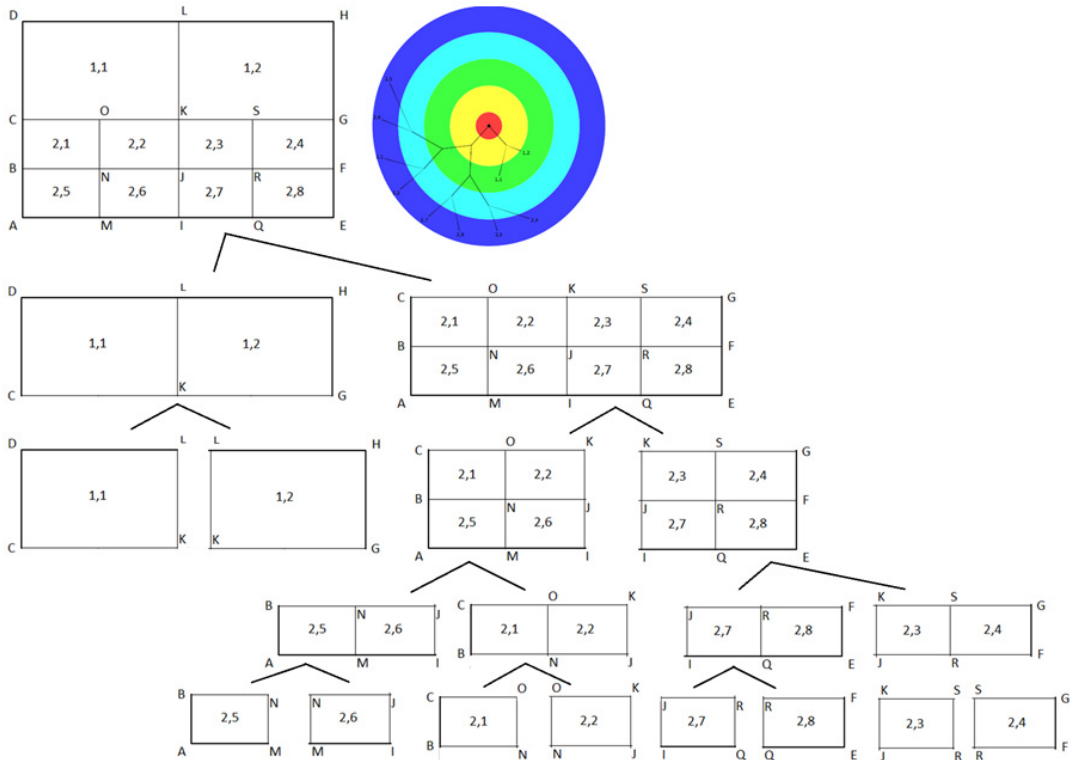 D L H
1,1 1,2
C O K S G
2,1 2,2 2,3 2,4
B N J R F
2,5 2,6 2,7 2,8
A M I Q E
1,2
1,1
D L H
1,1 1,2
C K G
C O K S G
2,1 2,2 2,3 2,4
B N J R F
2,5 2,6 2,7 2,8
A M I Q E
D L
1,1
C K
L H
1,2
K G
C O K
2,1 2,2
B N J
2,5 2,6
A M I
K S G
2,3 2,4
J R F
2,7 2,8
I Q E
B N J
2,5 2,6
A M I
C O K
2,1 2,2
B N J
J R F
2,7 2,8
I Q E
K S G
2,3 2,4
J R F
B N
2,5
A M
N J
2,6
M I
C O
2,1
B N
O K
2,2
N J
J R
2,7
I Q
R F
2,8
Q E
K S
2,3
J R
S G
2,4
R F